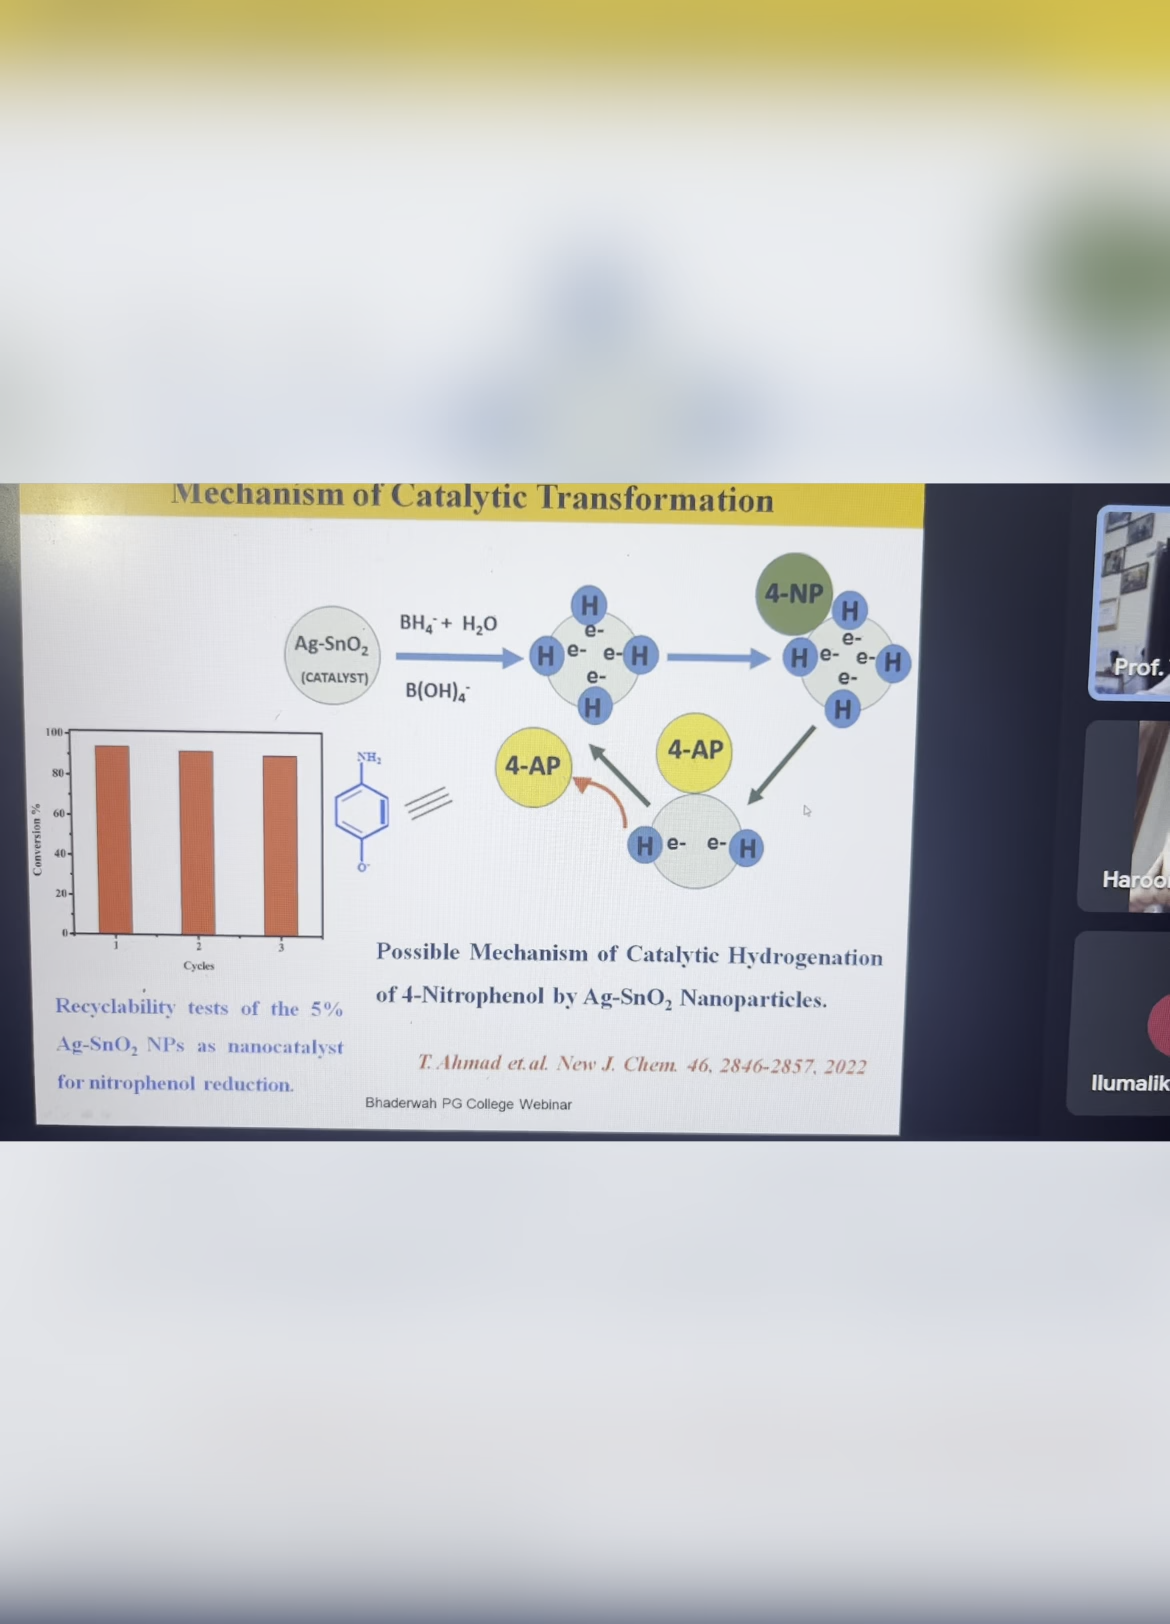 Mechanism of Catalytic Transformation
Ag-SnO₂
(CATALYST)
BH₄⁻ + H₂O
B(OH)₄⁻
H
e-
H e- e- H
e-
H
4-NP
H
e-
H e- e- H
e-
H
4-AP
4-AP
H e- e- H
NH₂
O⁻
100
80
60
40
20
0
Conversion %
1 2 3
Cycles
Recyclability tests of the 5%
Ag-SnO₂ NPs as nanocatalyst
for nitrophenol reduction.
Possible Mechanism of Catalytic Hydrogenation
of 4-Nitrophenol by Ag-SnO₂ Nanoparticles.
T. Ahmad et.al. New J. Chem. 46, 2846-2857, 2022
Bhaderwah PG College Webinar
Prof.
Haroo
Ilumalik